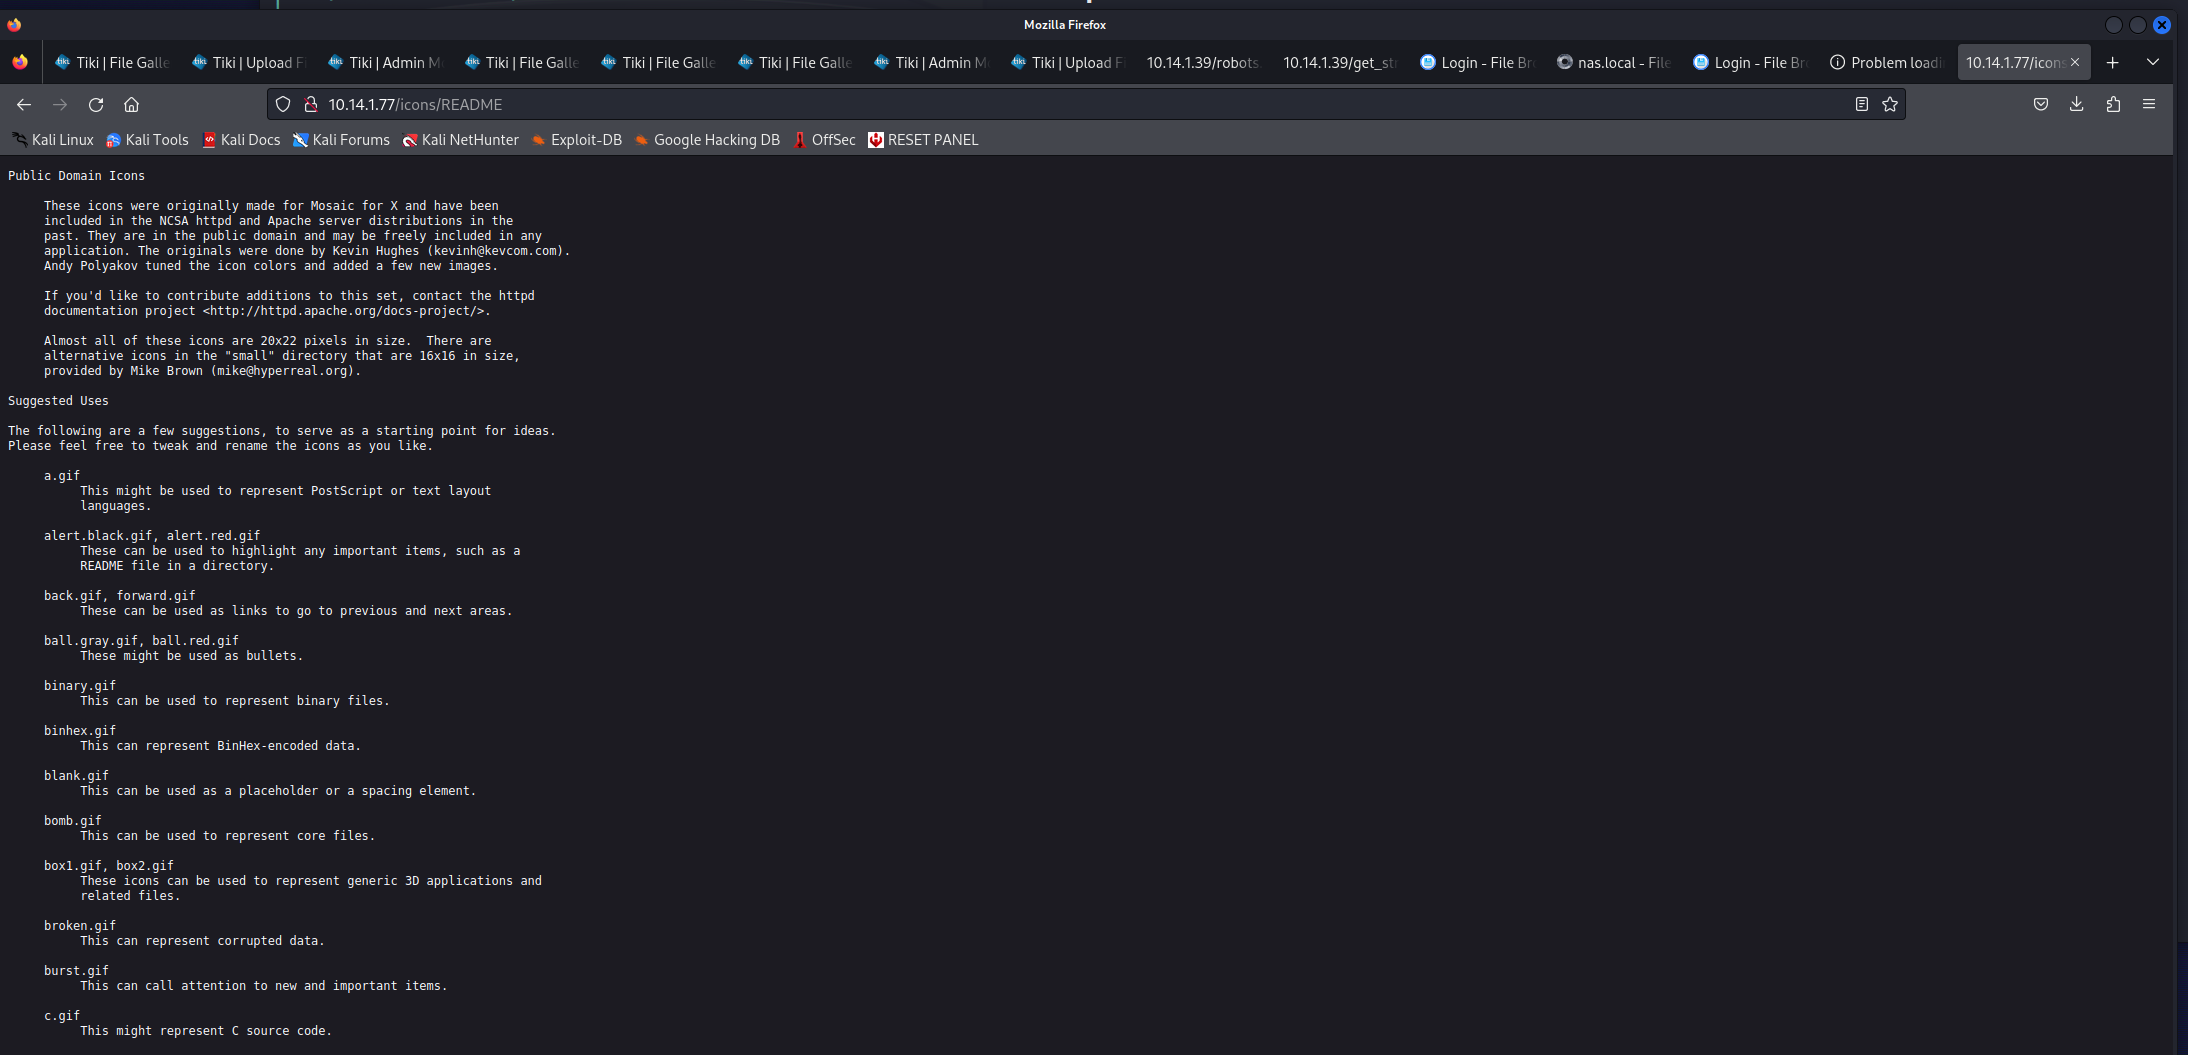 Mozilla Firefox
Tiki | File Galle
Tiki | Upload Fi
Tiki | Admin M
Tiki | File Galle
Tiki | File Galle
Tiki | File Galle
Tiki | Admin M
Tiki | Upload Fi
10.14.1.39/robots.
10.14.1.39/get_st
Login - File Br
nas.local - File
Login - File Br
Problem loadi
10.14.1.77/icons
10.14.1.77/icons/README
Kali Linux
Kali Tools
Kali Docs
Kali Forums
Kali NetHunter
Exploit-DB
Google Hacking DB
OffSec
RESET PANEL
Public Domain Icons
These icons were originally made for Mosaic for X and have been
included in the NCSA httpd and Apache server distributions in the
past. They are in the public domain and may be freely included in any
application. The originals were done by Kevin Hughes (kevinh@kevcom.com).
Andy Polyakov tuned the icon colors and added a few new images.
If you'd like to contribute additions to this set, contact the httpd
documentation project <http://httpd.apache.org/docs-project/>.
Almost all of these icons are 20x22 pixels in size.  There are
alternative icons in the "small" directory that are 16x16 in size,
provided by Mike Brown (mike@hyperreal.org).
Suggested Uses
The following are a few suggestions, to serve as a starting point for ideas.
Please feel free to tweak and rename the icons as you like.
a.gif
This might be used to represent PostScript or text layout
languages.
alert.black.gif, alert.red.gif
These can be used to highlight any important items, such as a
README file in a directory.
back.gif, forward.gif
These can be used as links to go to previous and next areas.
ball.gray.gif, ball.red.gif
These might be used as bullets.
binary.gif
This can be used to represent binary files.
binhex.gif
This can represent BinHex-encoded data.
blank.gif
This can be used as a placeholder or a spacing element.
bomb.gif
This can be used to represent core files.
box1.gif, box2.gif
These icons can be used to represent generic 3D applications and
related files.
broken.gif
This can represent corrupted data.
burst.gif
This can call attention to new and important items.
c.gif
This might represent C source code.